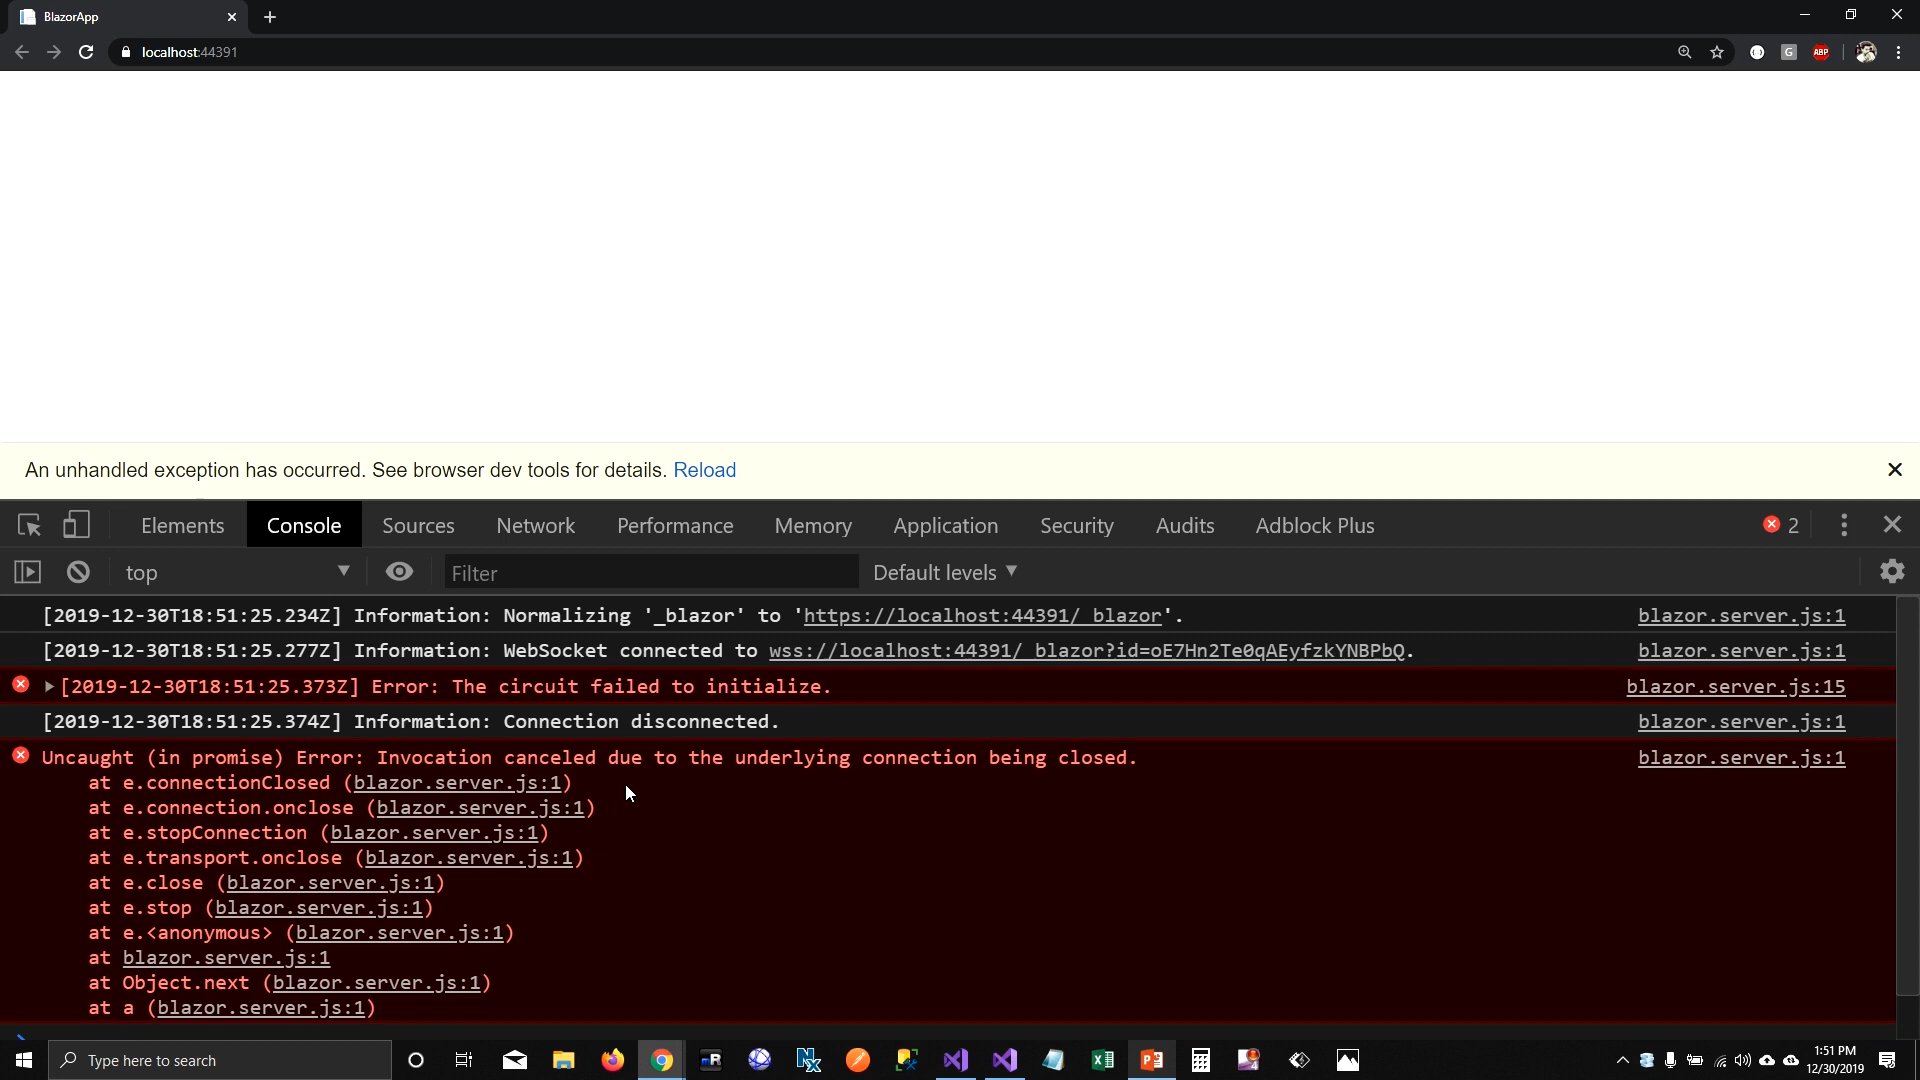 BlazorApp
localhost:44391
G
ABP
An unhandled exception has occurred. See browser dev tools for details. Reload
Elements Console Sources Network Performance Memory Application Security Audits Adblock Plus 2
top Filter Default levels
[2019-12-30T18:51:25.234Z] Information: Normalizing '_blazor' to 'https://localhost:44391/_blazor'. blazor.server.js:1
[2019-12-30T18:51:25.277Z] Information: WebSocket connected to wss://localhost:44391/_blazor?id=oE7Hn2Te0qAEyfzkYNBPbQ. blazor.server.js:1
[2019-12-30T18:51:25.373Z] Error: The circuit failed to initialize. blazor.server.js:15
[2019-12-30T18:51:25.374Z] Information: Connection disconnected. blazor.server.js:1
Uncaught (in promise) Error: Invocation canceled due to the underlying connection being closed. blazor.server.js:1
at e.connectionClosed (blazor.server.js:1)
at e.connection.onclose (blazor.server.js:1)
at e.stopConnection (blazor.server.js:1)
at e.transport.onclose (blazor.server.js:1)
at e.close (blazor.server.js:1)
at e.stop (blazor.server.js:1)
at e.<anonymous> (blazor.server.js:1)
at blazor.server.js:1
at Object.next (blazor.server.js:1)
at a (blazor.server.js:1)
Type here to search
1:51 PM
12/30/2019